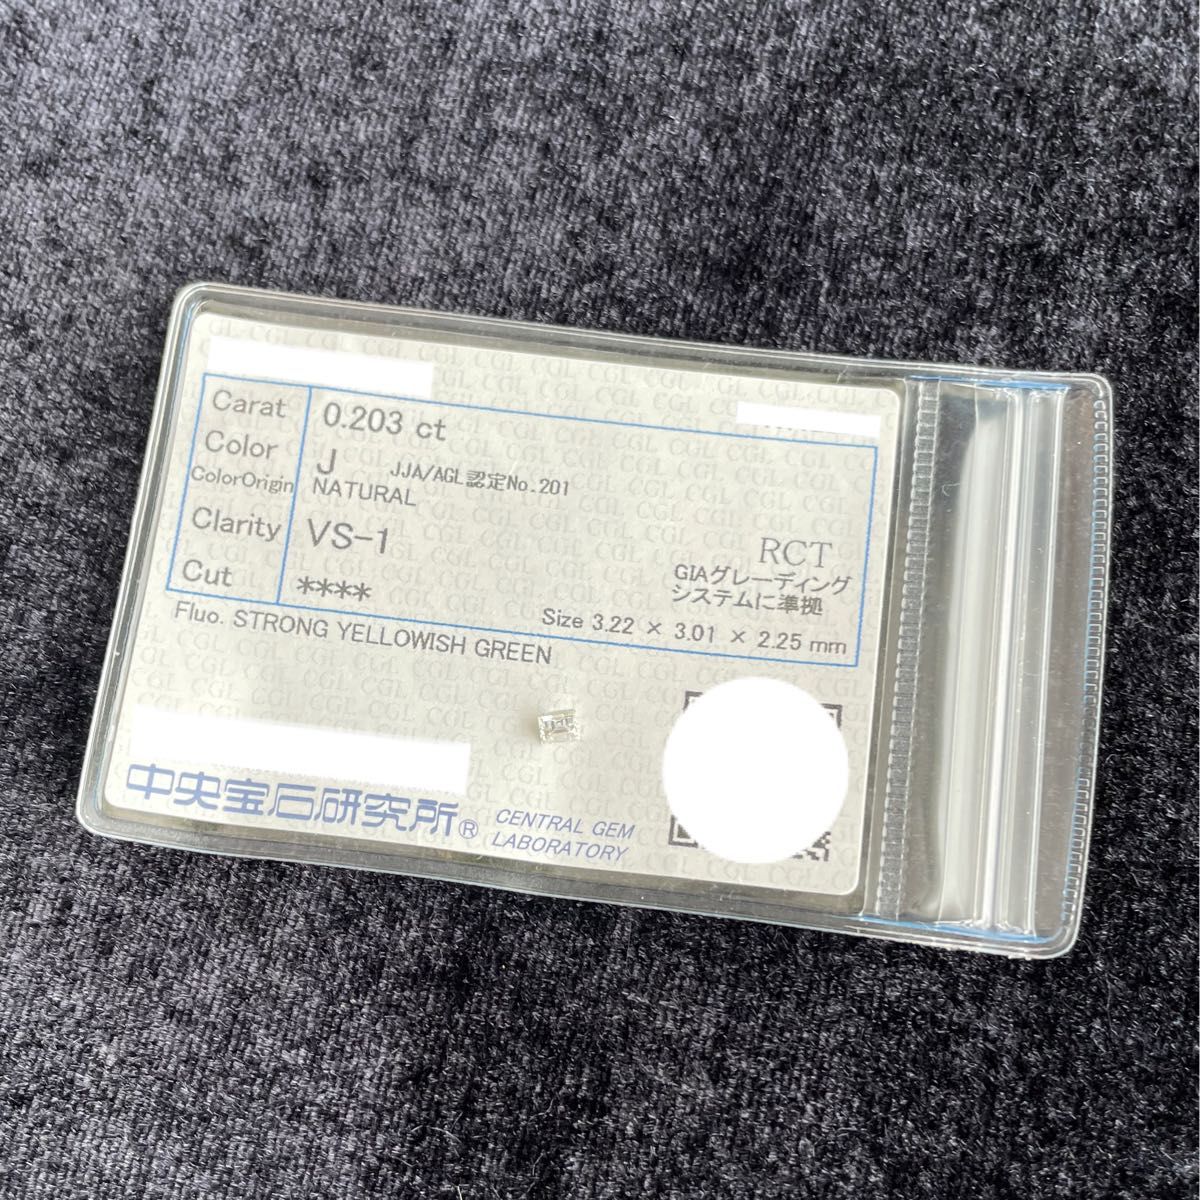 Carat 0.203 ct
Color J JJA/AGL認定No.201
ColorOrigin NATURAL
Clarity VS-1
RCT
GIAグレーディング
システムに準拠
Cut ****
Size 3.22 × 3.01 × 2.25 mm
Fluo. STRONG YELLOWISH GREEN
中央宝石研究所®
CENTRAL GEM
LABORATORY